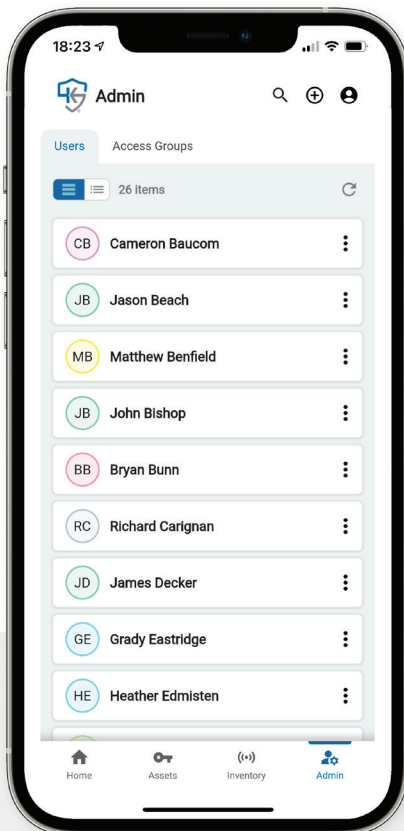 18:23
Admin
Users Access Groups
26 items
CB Cameron Baucom
JB Jason Beach
MB Matthew Benfield
JB John Bishop
BB Bryan Bunn
RC Richard Carignan
JD James Decker
GE Grady Eastridge
HE Heather Edmisten
Home Assets Inventory Admin